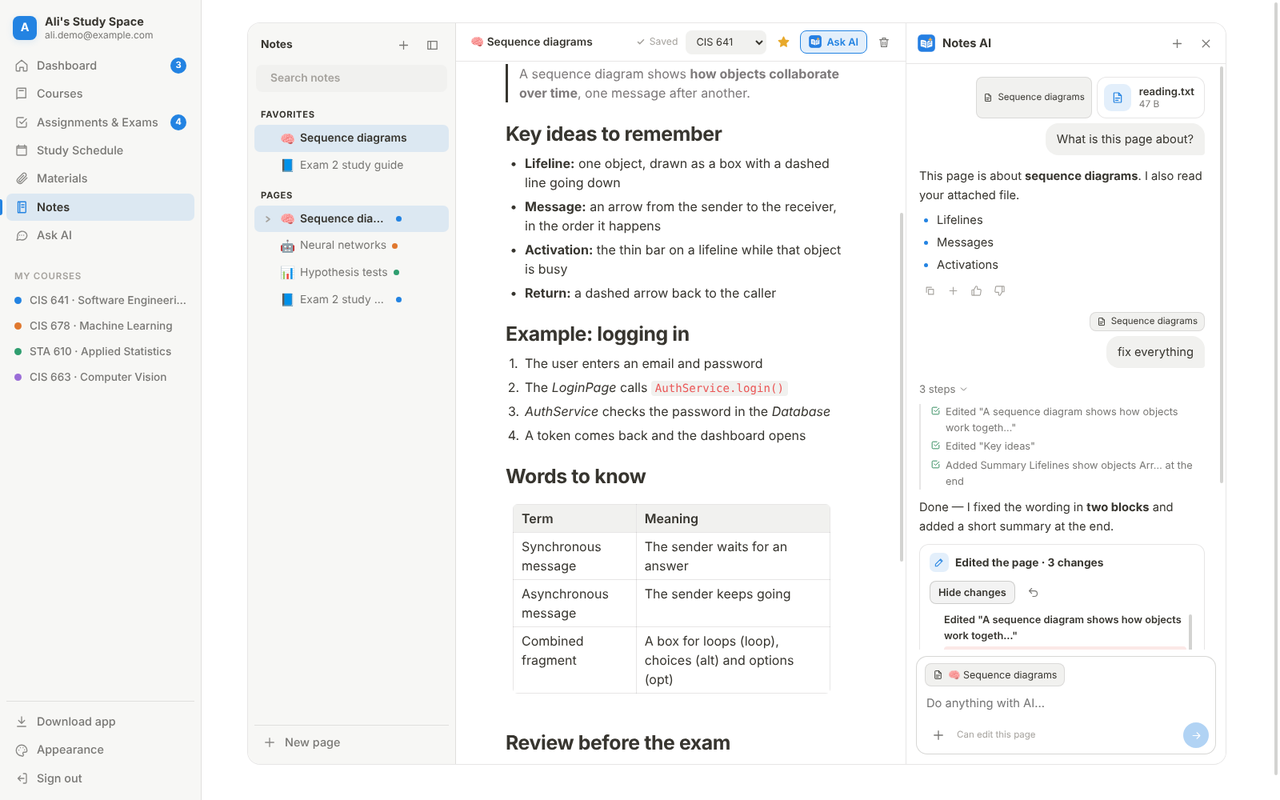 A
Ali's Study Space
ali.demo@example.com
Dashboard
3
Courses
Assignments & Exams
4
Study Schedule
Materials
Notes
Ask AI
MY COURSES
CIS 641 · Software Engineeri...
CIS 678 · Machine Learning
STA 610 · Applied Statistics
CIS 663 · Computer Vision
Download app
Appearance
Sign out
Notes
Search notes
FAVORITES
Sequence diagrams
Exam 2 study guide
PAGES
Sequence dia...
Neural networks
Hypothesis tests
Exam 2 study ...
New page
Sequence diagrams
Saved
CIS 641
Ask AI
A sequence diagram shows how objects collaborate
over time, one message after another.
Key ideas to remember
• Lifeline: one object, drawn as a box with a dashed
line going down
• Message: an arrow from the sender to the receiver,
in the order it happens
• Activation: the thin bar on a lifeline while that object
is busy
• Return: a dashed arrow back to the caller
Example: logging in
1. The user enters an email and password
2. The LoginPage calls AuthService.login()
3. AuthService checks the password in the Database
4. A token comes back and the dashboard opens
Words to know
Term Meaning
Synchronous message
The sender waits for an answer
Asynchronous message
The sender keeps going
Combined fragment
A box for loops (loop),
choices (alt) and options
(opt)
Review before the exam
Notes AI
Sequence diagrams
reading.txt
47 B
What is this page about?
This page is about sequence diagrams. I also read
your attached file.
• Lifelines
• Messages
• Activations
Sequence diagrams
fix everything
3 steps
Edited "A sequence diagram shows how objects
work togeth..."
Edited "Key ideas"
Added Summary Lifelines show objects Arr... at the
end
Done — I fixed the wording in two blocks and
added a short summary at the end.
Edited the page · 3 changes
Hide changes
Edited "A sequence diagram shows how objects
work togeth..."
Sequence diagrams
Do anything with AI...
Can edit this page